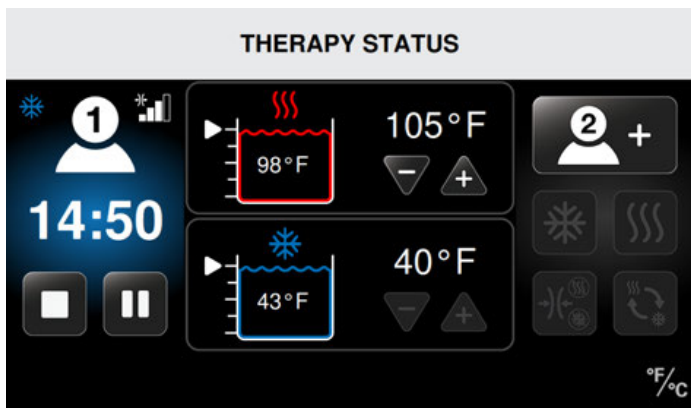 THERAPY STATUS
1
14:50
105°F
98°F
40°F
43°F
2 +
°F/°C